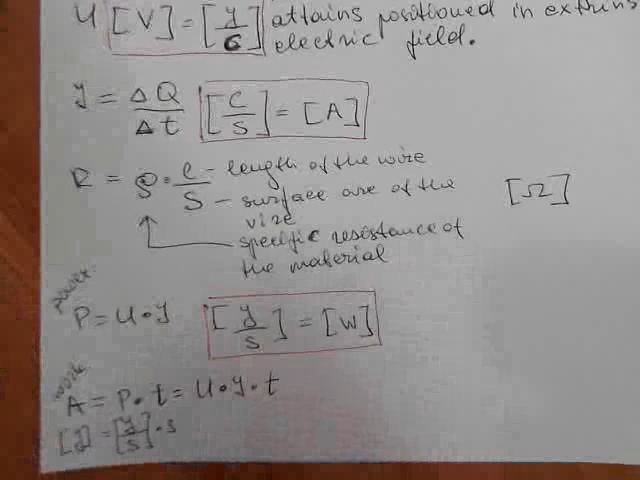 U [V] = [J/C] attains positioned in extrins
electric field.
J = ΔQ/Δt [C/S] = [A]
R = ρ · l/S – length of the wire
– surface are of the
vire
[Ω]
specific resistance of
the material
power
P = U · J [J/S] = [W]
work
A = P · t = U · J · t
[J] = [J/S] · s